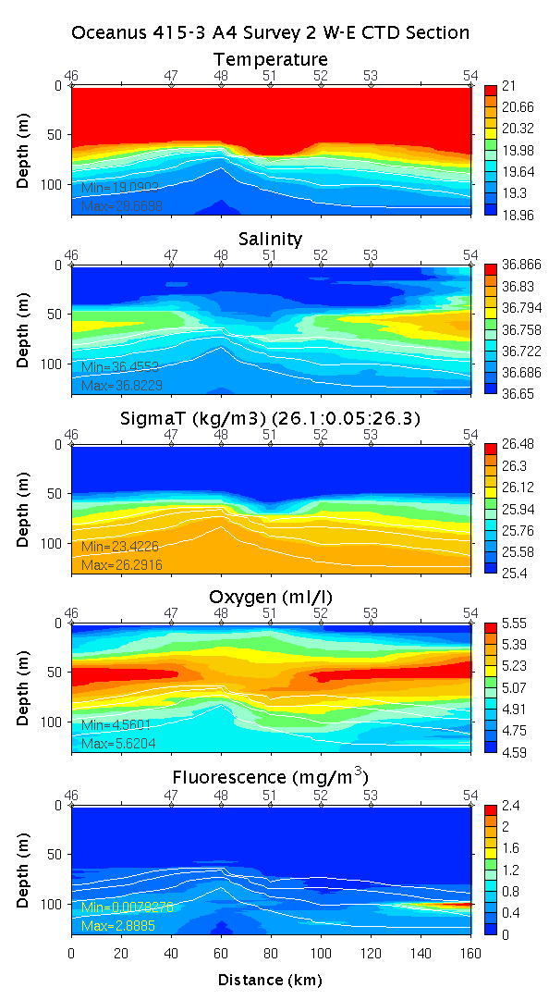 Oceanus 415-3 A4 Survey 2 W-E CTD Section
Temperature
46 47 48 51 52 53 54
0
50
100
Depth (m)
Min=19.0903
Max=28.6698
21
20.66
20.32
19.98
19.64
19.3
18.96
Salinity
46 47 48 51 52 53 54
0
50
100
Depth (m)
Min=36.4553
Max=36.8229
36.866
36.83
36.794
36.758
36.722
36.686
36.65
SigmaT (kg/m3) (26.1:0.05:26.3)
46 47 48 51 52 53 54
0
50
100
Depth (m)
Min=23.4226
Max=26.2916
26.48
26.3
26.12
25.94
25.76
25.58
25.4
Oxygen (ml/l)
46 47 48 51 52 53 54
0
50
100
Depth (m)
Min=4.5601
Max=5.6204
5.55
5.39
5.23
5.07
4.91
4.75
4.59
Fluorescence (mg/m3)
46 47 48 51 52 53 54
0
50
100
Depth (m)
Min=0.0078276
Max=2.8885
2.4
2
1.6
1.2
0.8
0.4
0
0 20 40 60 80 100 120 140 160
Distance (km)